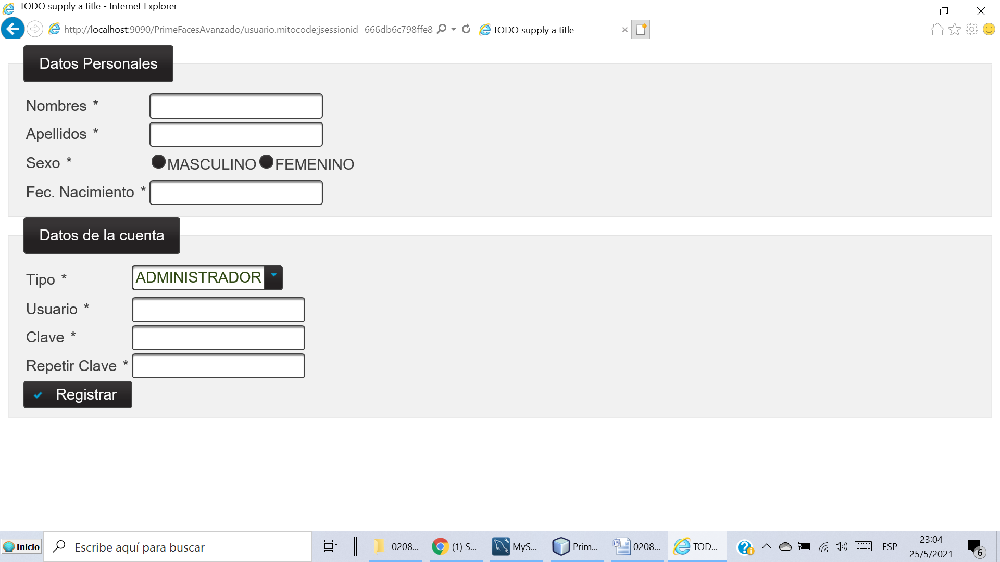 TODO supply a title - Internet Explorer
http://localhost:9090/PrimeFacesAvanzado/usuario.mitocode;jsessionid=666db6c798ffe8
TODO supply a title
Datos Personales
Nombres *
Apellidos *
Sexo * MASCULINO FEMENINO
Fec. Nacimiento *
Datos de la cuenta
Tipo * ADMINISTRADOR
Usuario *
Clave *
Repetir Clave *
Registrar
Inicio Escribe aquí para buscar 0208... (1) S... MyS... Prim... 0208... TOD... ESP 23:04
25/5/2021 6